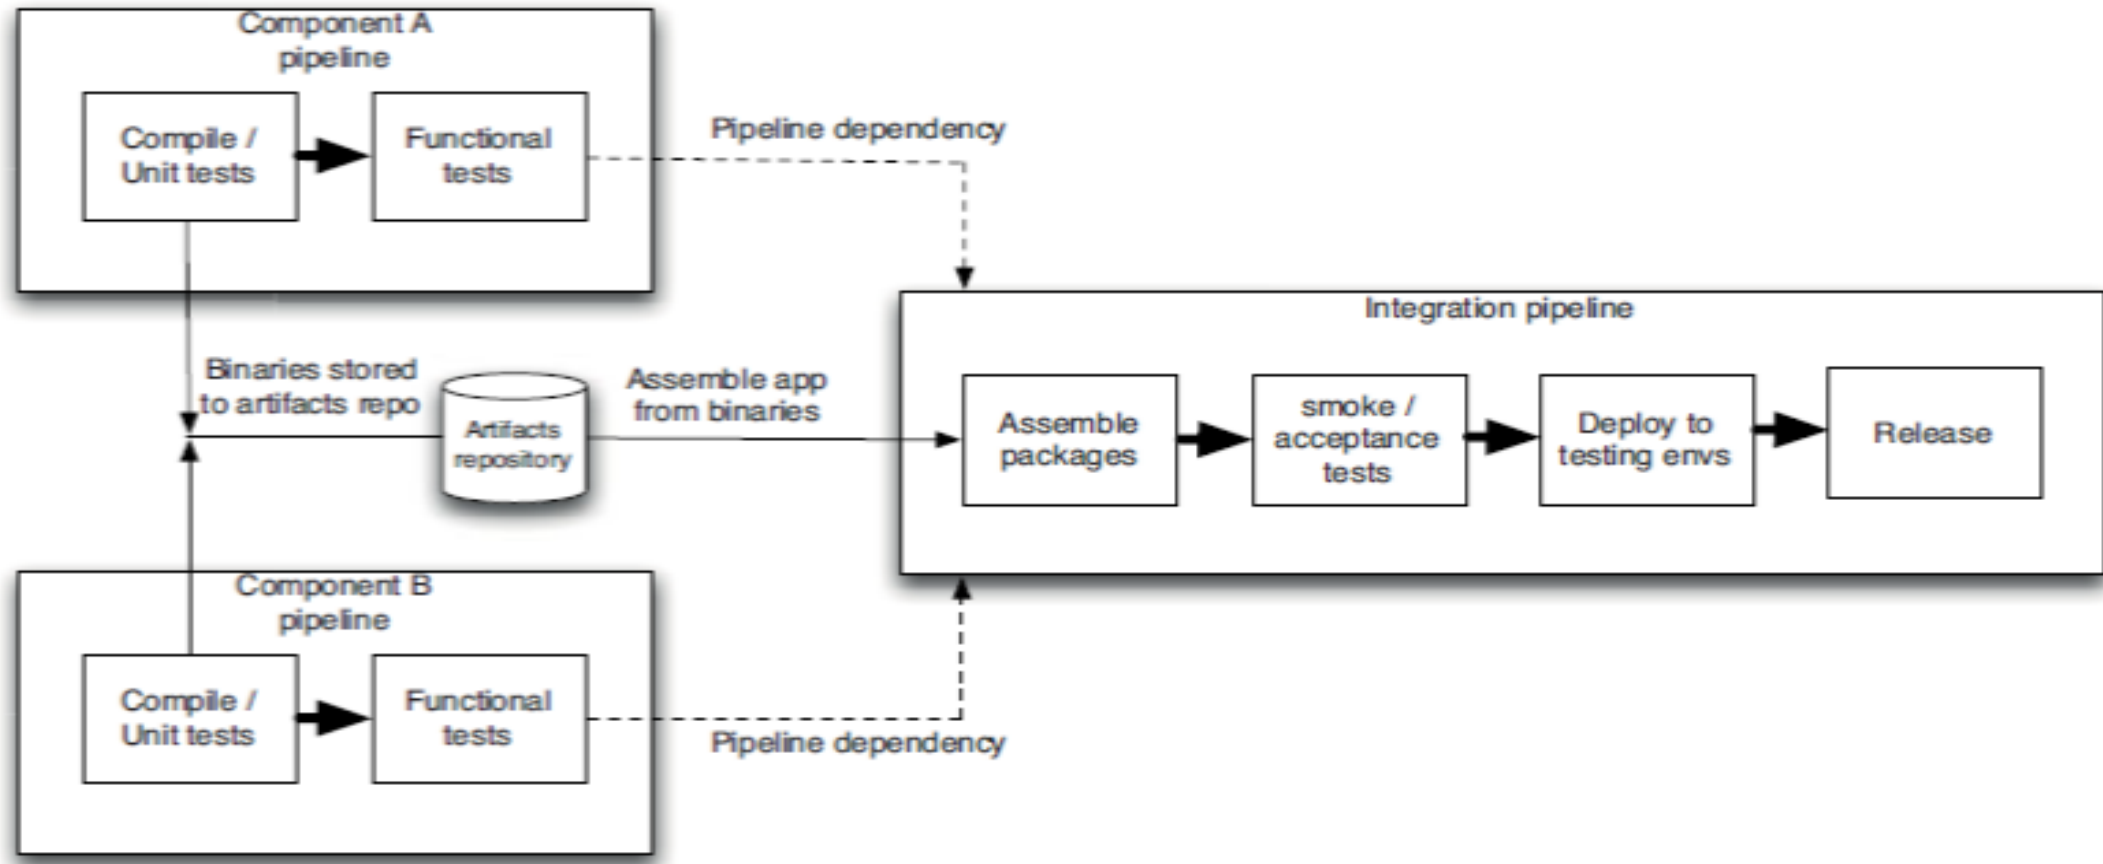 Component A
pipeline
Compile /
Unit tests
Functional
tests
Pipeline dependency
Integration pipeline
Binaries stored
to artifacts repo
Artifacts
repository
Assemble app
from binaries
Assemble
packages
smoke /
acceptance
tests
Deploy to
testing envs
Release
Component B
pipeline
Compile /
Unit tests
Functional
tests
Pipeline dependency